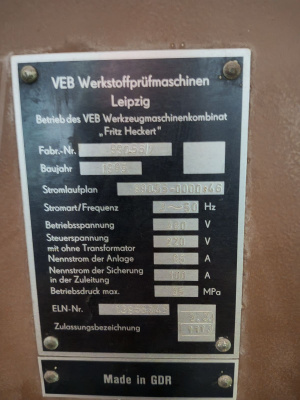 VEB Werkstoffprüfmaschinen
Leipzig
Betrieb des VEB Werkzeugmaschinenkombinat
„Fritz Heckert"
Fabr.-Nr.
Baujahr
Stromlaufplan
Stromart/Frequenz 50 Hz
Betriebsspannung V
Steuerspannung
mit ohne Transformator 220 V
Nennstrom der Anlage A
Nennstrom der Sicherung
in der Zuleitung A
Betriebsdruck max. MPa
ELN-Nr.
Zulassungsbezeichnung
Made in GDR